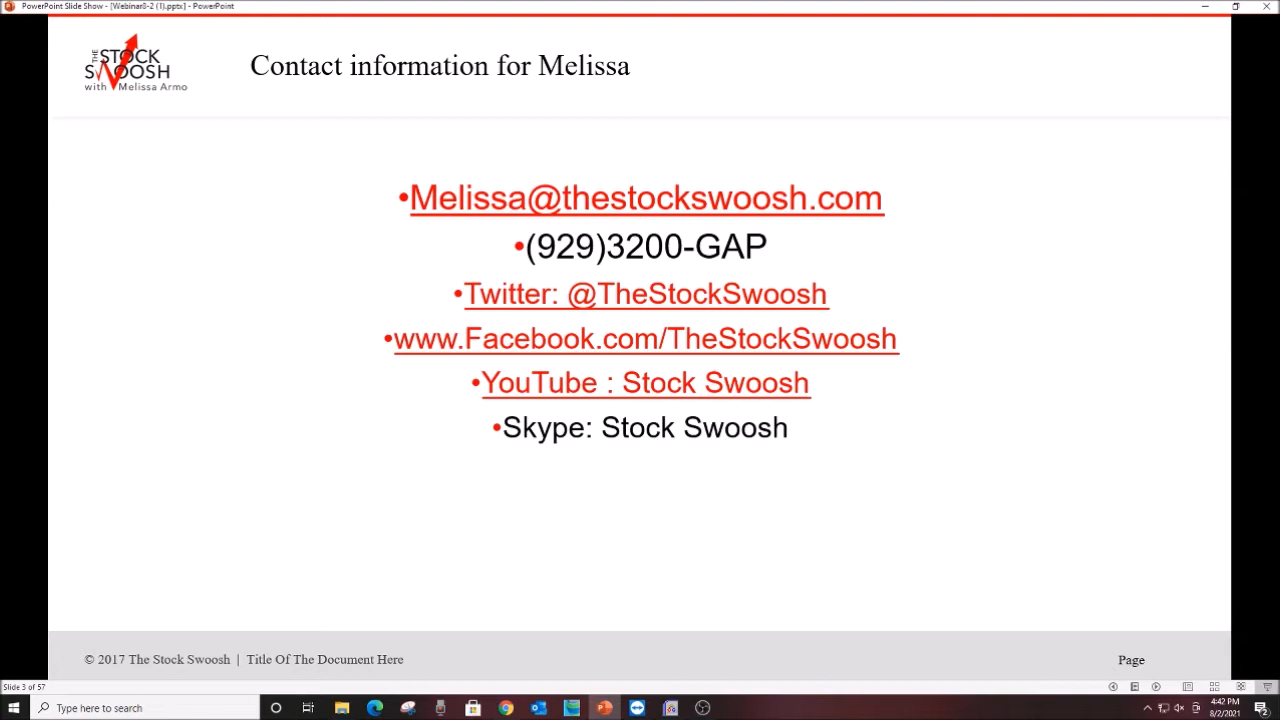 PowerPoint Slide Show - [Webinar8-2 (1).pptx] - PowerPoint
THE STOCK
SWOOSH
with Melissa Armo
Contact information for Melissa
•Melissa@thestockswoosh.com
•(929)3200-GAP
•Twitter: @TheStockSwoosh
•www.Facebook.com/TheStockSwoosh
•YouTube : Stock Swoosh
•Skype: Stock Swoosh
© 2017 The Stock Swoosh | Title Of The Document Here
Page
Slide 3 of 57
Type here to search
4:42 PM
8/2/2021
2